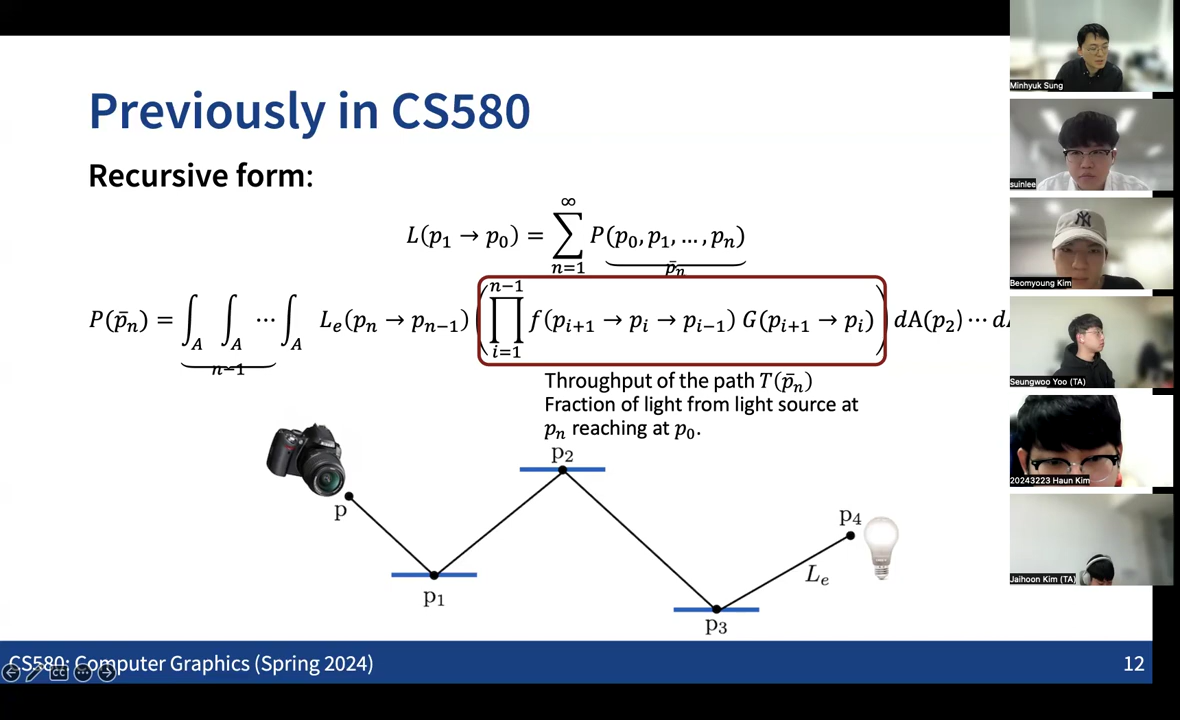 Previously in CS580
Recursive form:
L(p₁ → p₀) = ∑_{n=1}^{∞} P(p₀, p₁, …, pₙ)
p̄ₙ
P(p̄ₙ) = ∫_A ∫_A ⋯ ∫_A Lₑ(pₙ → pₙ₋₁) (∏_{i=1}^{n−1} f(pᵢ₊₁ → pᵢ → pᵢ₋₁) G(pᵢ₊₁ → pᵢ)) dA(p₂) ⋯
n−1
Throughput of the path T(p̄ₙ)
Fraction of light from light source at
pₙ reaching at p₀.
p
p₁
p₂
p₃
p₄
Lₑ
CS580: Computer Graphics (Spring 2024)
12
Minhyuk Sung
suinlee
Beomyoung Kim
Seungwoo Yoo (TA)
20243223 Haun Kim
Jaihoon Kim (TA)
CC
NY